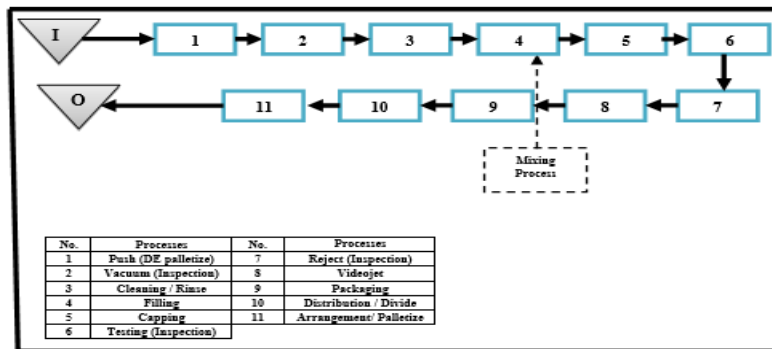 I 1 2 3 4 5 6
O 11 10 9 8 7
Mixing
Process
No. Processes No. Processes
1 Push (DE palletize) 7 Reject (Inspection)
2 Vacuum (Inspection) 8 Videojet
3 Cleaning / Rinse 9 Packaging
4 Filling 10 Distribution / Divide
5 Capping 11 Arrangement/ Palletize
6 Testing (Inspection)